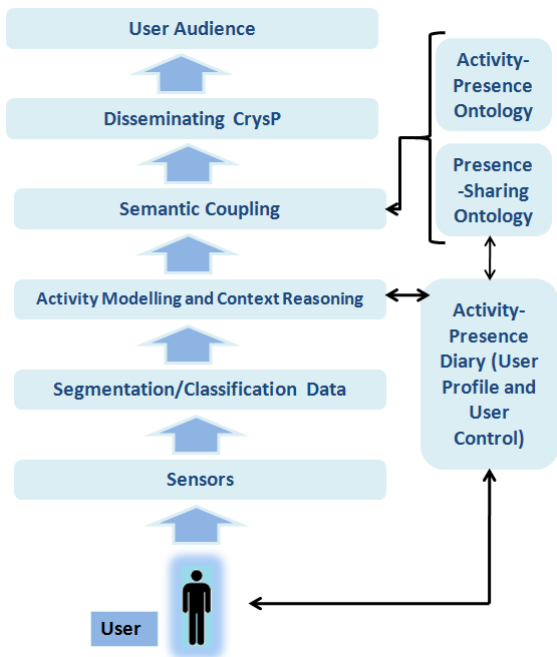 User Audience
Disseminating CrysP
Semantic Coupling
Activity Modelling and Context Reasoning
Segmentation/Classification Data
Sensors
User
Activity-
Presence
Ontology
Presence
-Sharing
Ontology
Activity-
Presence
Diary (User
Profile and
User
Control)